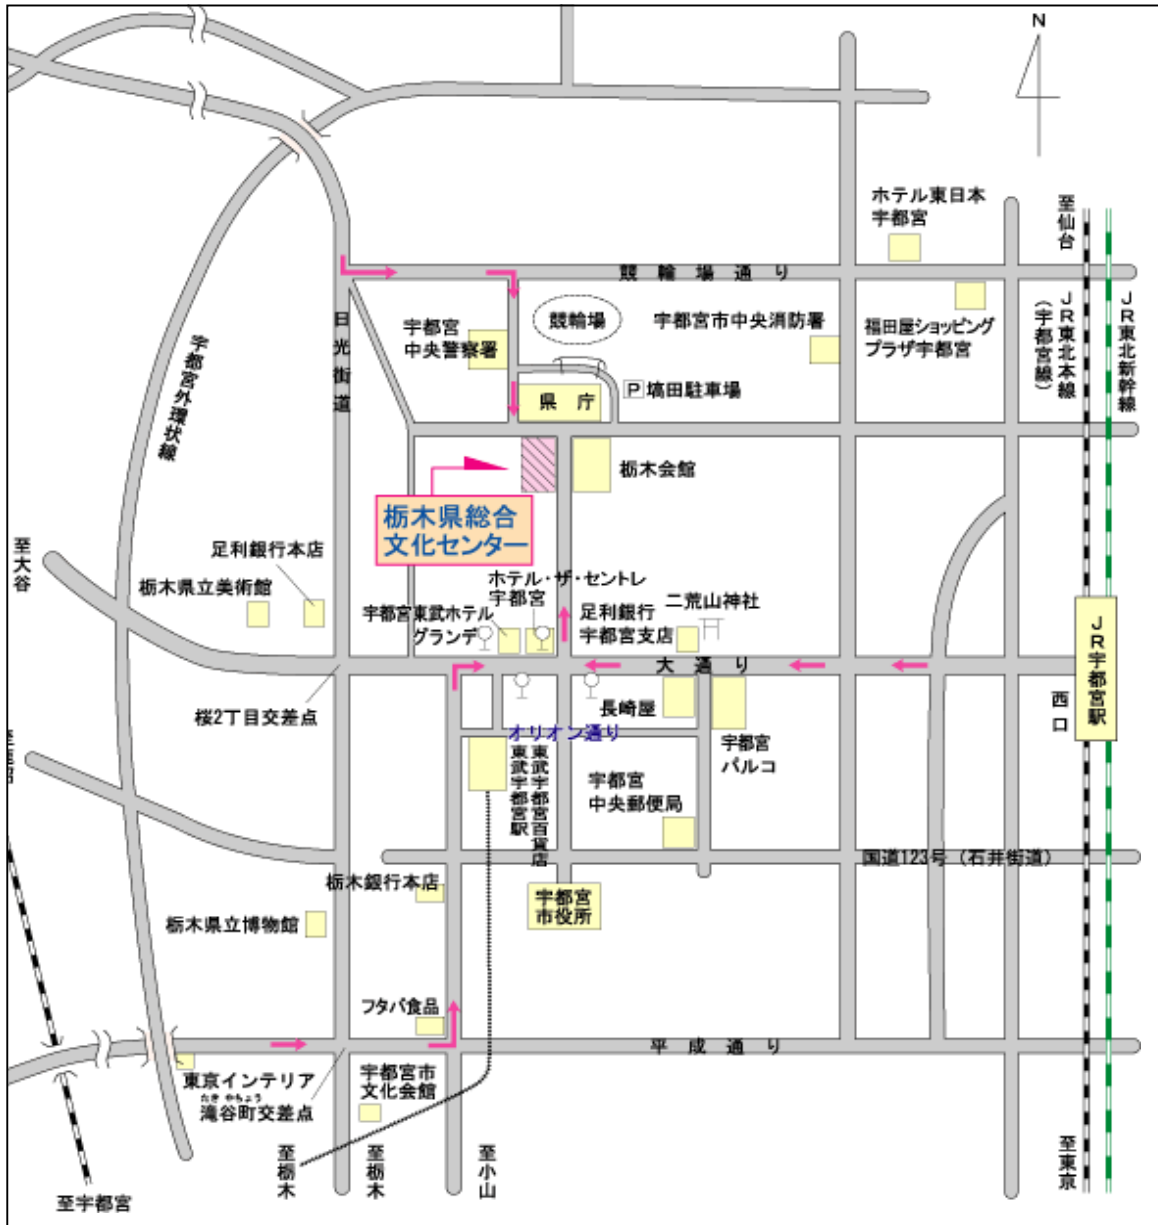 N
ホテル東日本
宇都宮
至仙台
競輪場通り
JR東北本線
(宇都宮線)
JR東北新幹線
日光街道
宇都宮
中央警察署
競輪場
宇都宮市中央消防署
福田屋ショッピング
プラザ宇都宮
宇都宮外環状線
県庁
P 塙田駐車場
栃木会館
栃木県総合
文化センター
至大谷
足利銀行本店
栃木県立美術館
ホテル・ザ・セントレ
宇都宮
宇都宮東武ホテル
グランデ
足利銀行
宇都宮支店
二荒山神社
JR宇都宮駅
大通り
西口
桜2丁目交差点
長崎屋
オリオン通り
宇都宮
パルコ
東武宇都宮駅
東武宇都宮百貨店
宇都宮
中央郵便局
国道123号(石井街道)
栃木銀行本店
宇都宮
市役所
栃木県立博物館
フタバ食品
平成通り
東京インテリア
たきやちょう
滝谷町交差点
宇都宮市
文化会館
至栃木
至栃木
至小山
至東京
至宇都宮